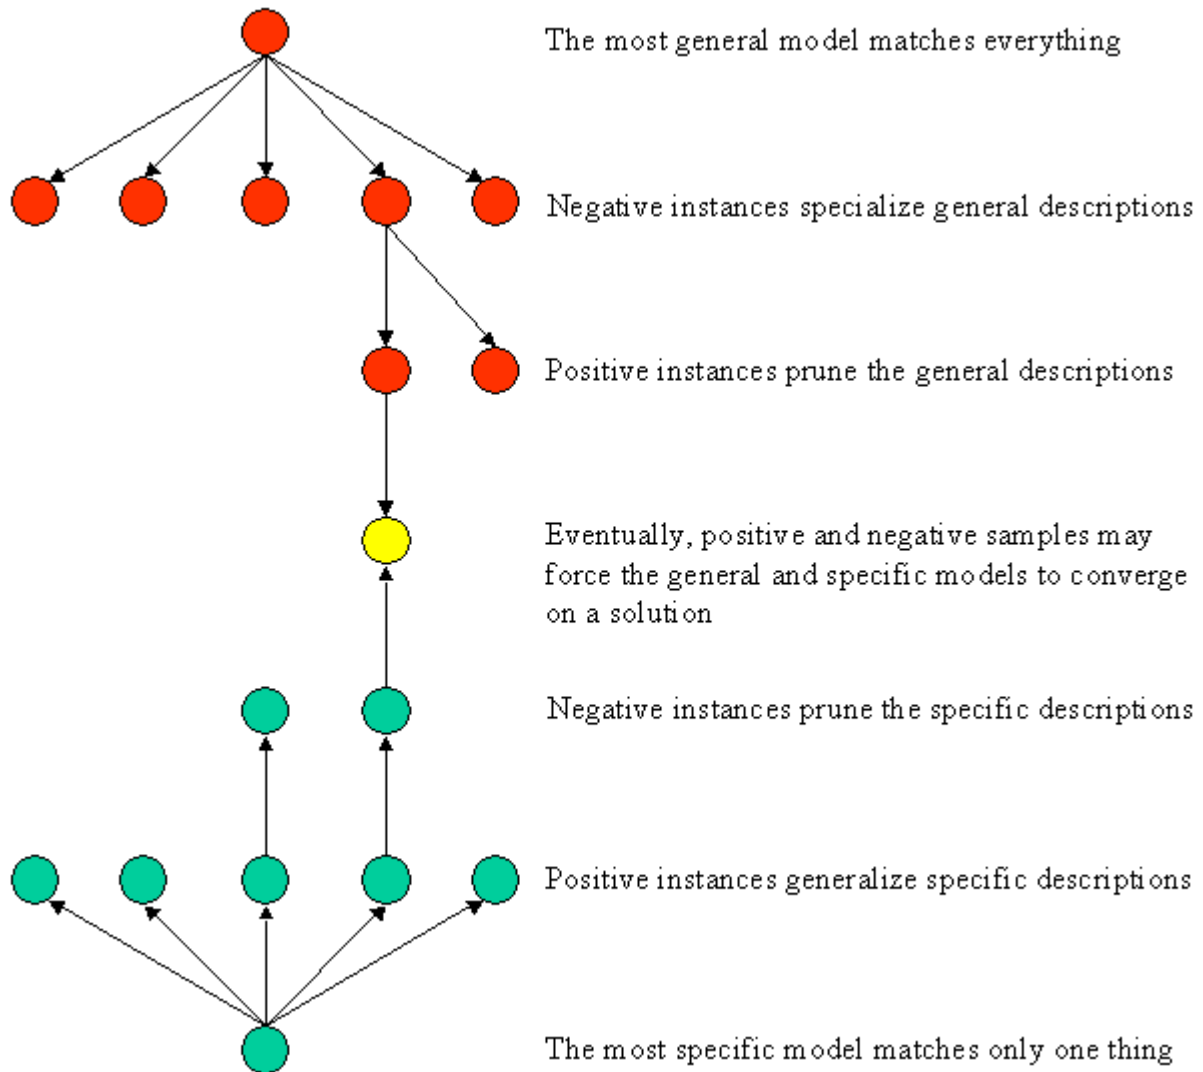 The most general model matches everything
Negative instances specialize general descriptions
Positive instances prune the general descriptions
Eventually, positive and negative samples may
force the general and specific models to converge
on a solution
Negative instances prune the specific descriptions
Positive instances generalize specific descriptions
The most specific model matches only one thing